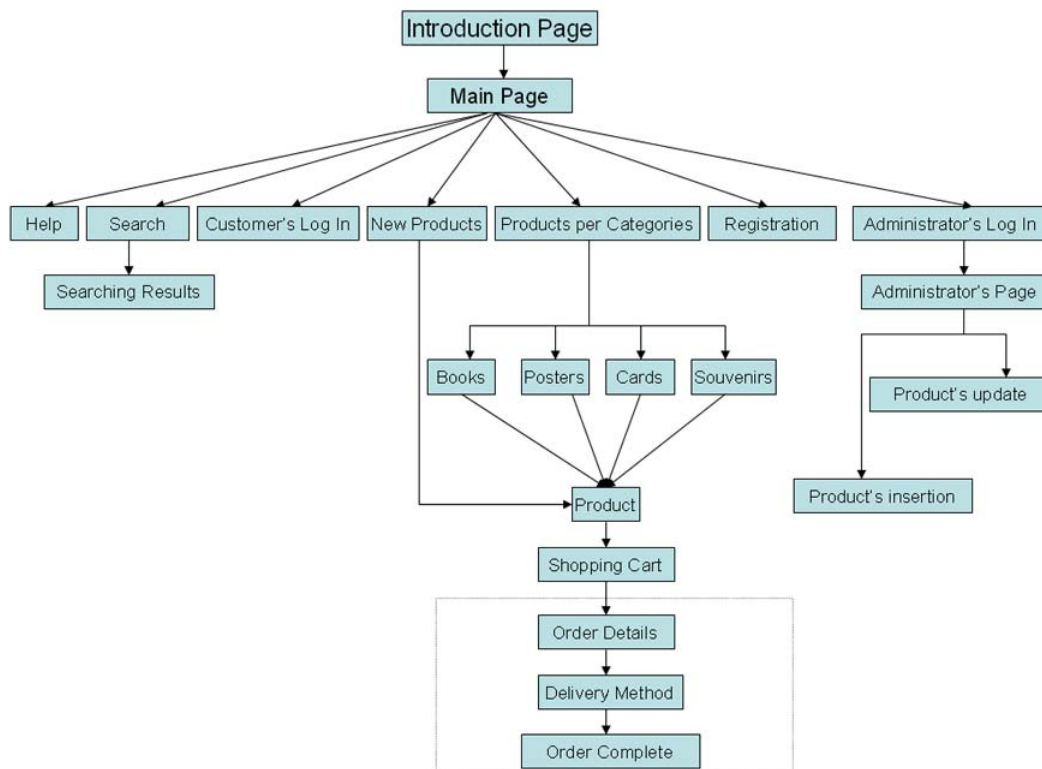 Introduction Page
Main Page
Help
Search
Customer's Log In
New Products
Products per Categories
Registration
Administrator's Log In
Searching Results
Administrator's Page
Books
Posters
Cards
Souvenirs
Product's update
Product's insertion
Product
Shopping Cart
Order Details
Delivery Method
Order Complete